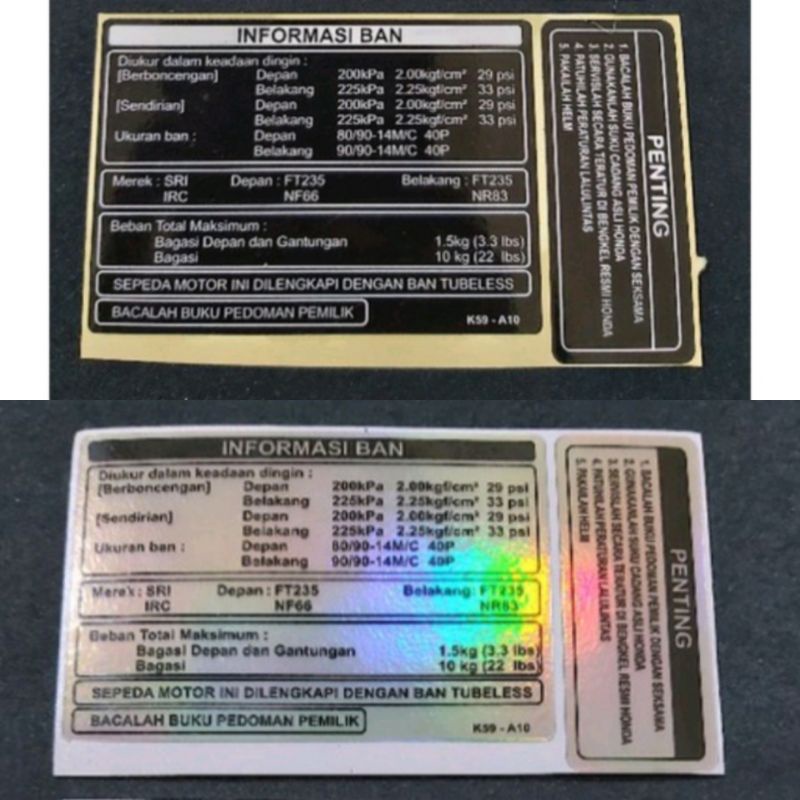 INFORMASI BAN
Diukur dalam keadaan dingin :
[Berboncengan] Depan 200kPa 2.00kgf/cm² 29 psi
Belakang 225kPa 2.25kgf/cm² 33 psi
[Sendirian] Depan 200kPa 2.00kgf/cm² 29 psi
Belakang 225kPa 2.25kgf/cm² 33 psi
Ukuran ban : Depan 80/90-14M/C 40P
Belakang 90/90-14M/C 40P
Merek : SRI Depan : FT235 Belakang : FT235
IRC NF66 NR83
Beban Total Maksimum :
Bagasi Depan dan Gantungan 1.5kg (3.3 lbs)
Bagasi 10 kg (22 lbs)
SEPEDA MOTOR INI DILENGKAPI DENGAN BAN TUBELESS
BACALAH BUKU PEDOMAN PEMILIK
K59 - A10
PENTING
1. BACALAH BUKU PEDOMAN PEMILIK DENGAN SEKSAMA
2. GUNAKANLAH SUKU CADANG ASLI HONDA
3. SERVISLAH SECARA TERATUR DI BENGKEL RESMI HONDA
4. PATUHILAH PERATURAN LALULINTAS
5. PAKAILAH HELM
INFORMASI BAN
Diukur dalam keadaan dingin :
[Berboncengan] Depan 200kPa 2.00kgf/cm² 29 psi
Belakang 225kPa 2.25kgf/cm² 33 psi
[Sendirian] Depan 200kPa 2.00kgf/cm² 29 psi
Belakang 225kPa 2.25kgf/cm² 33 psi
Ukuran ban : Depan 80/90-14M/C 40P
Belakang 90/90-14M/C 40P
Merek : SRI Depan : FT235 Belakang : FT235
IRC NF66 NR83
Beban Total Maksimum :
Bagasi Depan dan Gantungan 1.5kg (3.3 lbs)
Bagasi 10 kg (22 lbs)
SEPEDA MOTOR INI DILENGKAPI DENGAN BAN TUBELESS
BACALAH BUKU PEDOMAN PEMILIK
K59 - A10
PENTING
1. BACALAH BUKU PEDOMAN PEMILIK DENGAN SEKSAMA
2. GUNAKANLAH SUKU CADANG ASLI HONDA
3. SERVISLAH SECARA TERATUR DI BENGKEL RESMI HONDA
4. PATUHILAH PERATURAN LALULINTAS
5. PAKAILAH HELM